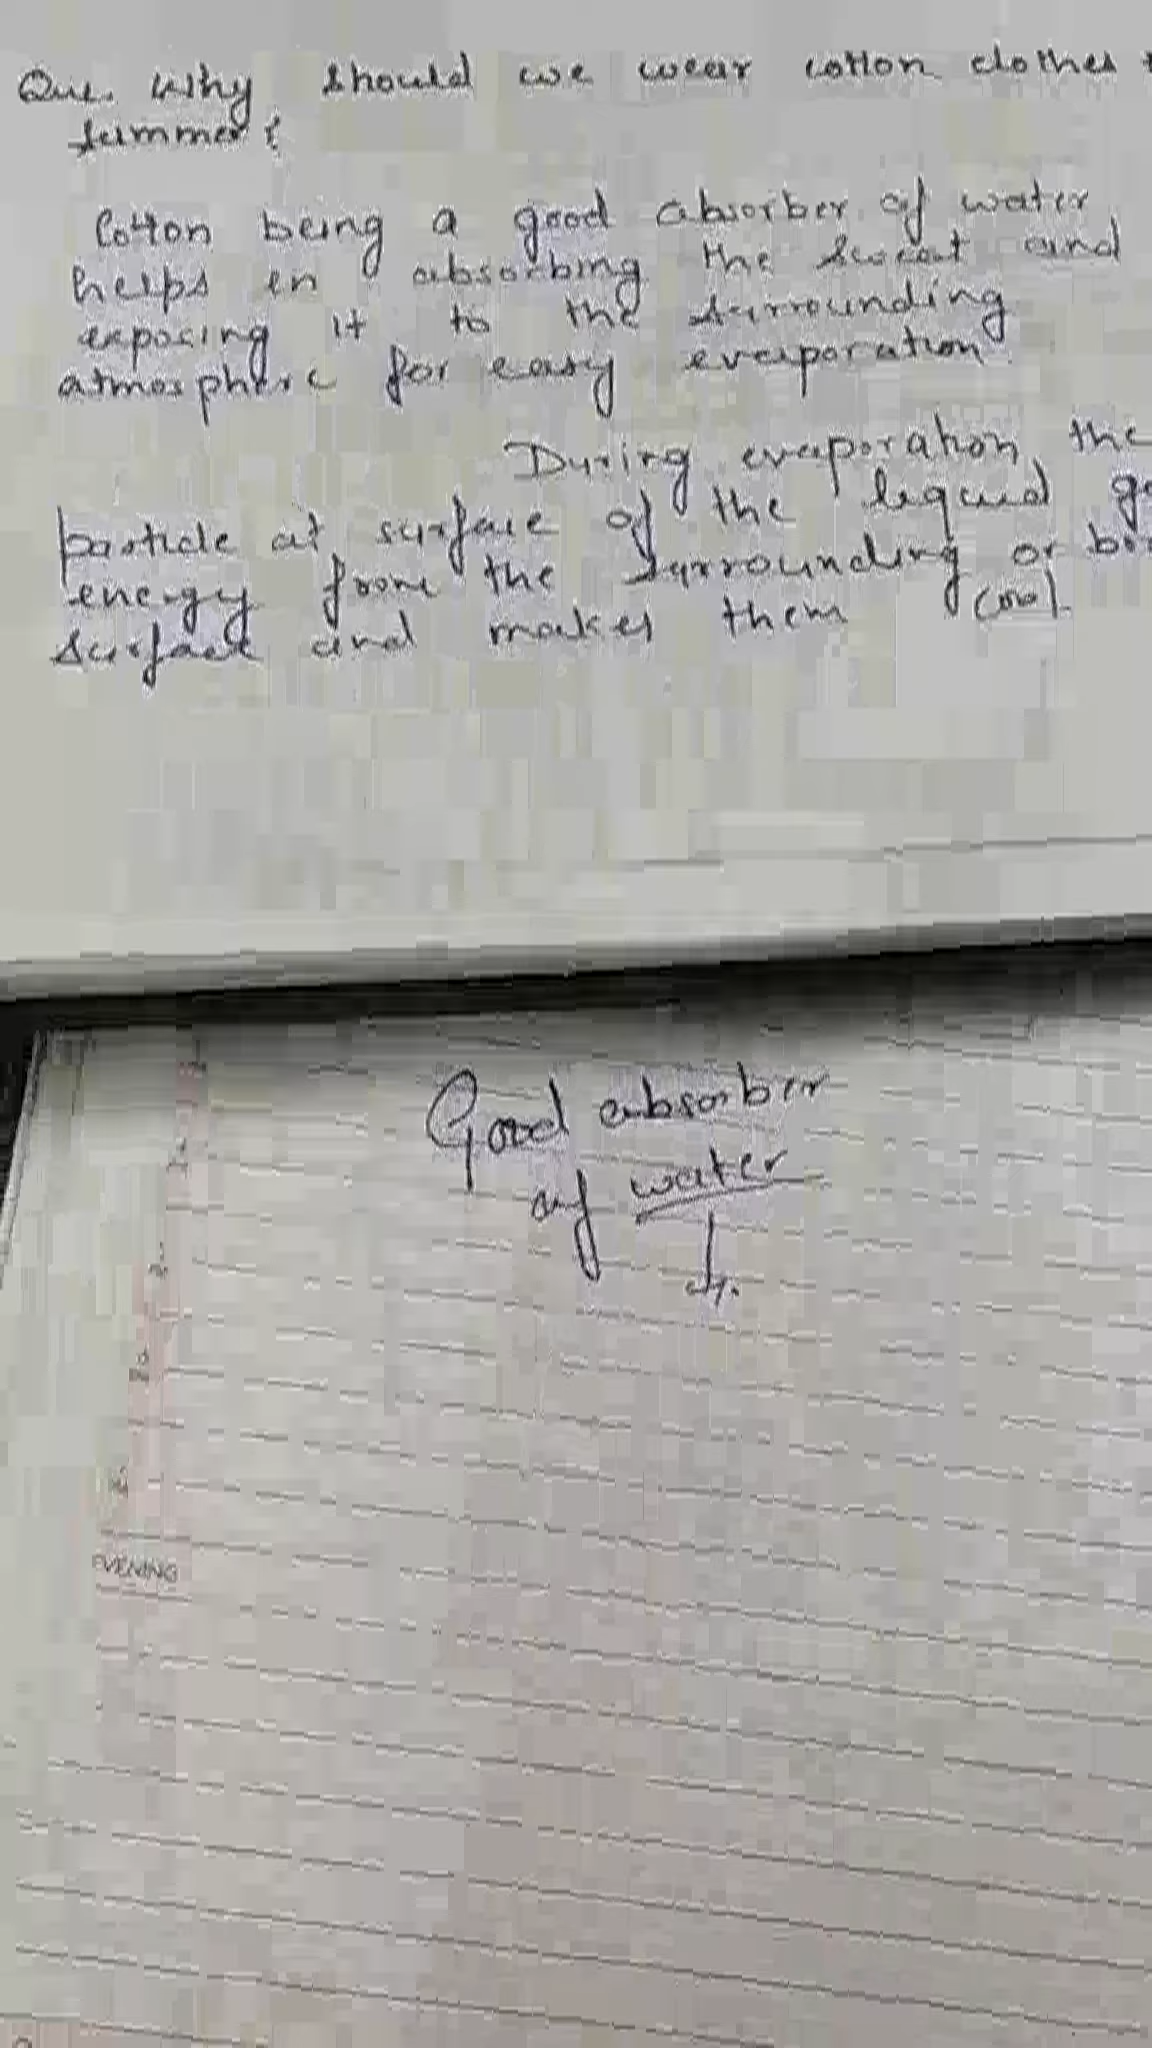 Que. Why should we wear cotton clothes
summer?
Cotton being a good absorber of water
helps in absorbing the sweat and
exposing it to the surrounding
atmosphere for easy evaporation.
During evaporation, the
particle at surface of the liquid
energy from the surrounding or
surface and makes them cool.
Good absorber
of water
EVENING